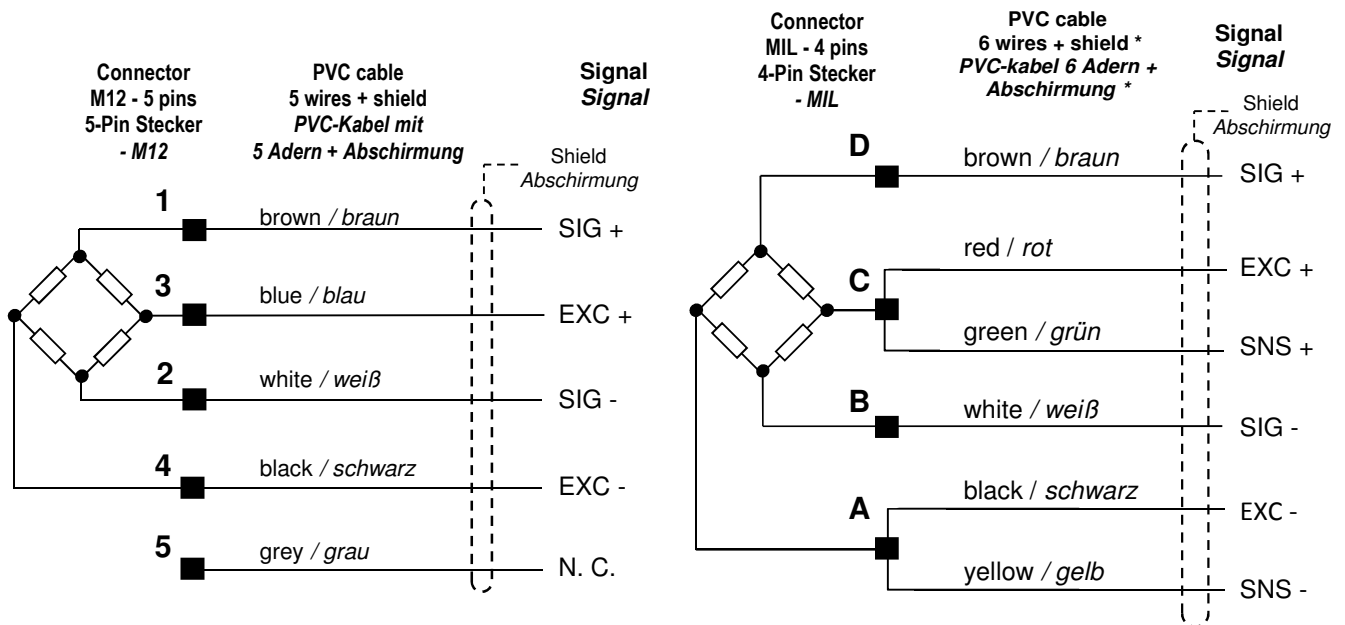 Connector
M12 - 5 pins
5-Pin Stecker
- M12
PVC cable
5 wires + shield
PVC-Kabel mit
5 Adern + Abschirmung
Signal
Signal
Shield
Abschirmung
1
brown / braun
SIG +
3
blue / blau
EXC +
2
white / weiß
SIG -
4
black / schwarz
EXC -
5
grey / grau
N. C.
Connector
MIL - 4 pins
4-Pin Stecker
- MIL
PVC cable
6 wires + shield *
PVC-kabel 6 Adern +
Abschirmung *
Signal
Signal
Shield
Abschirmung
D
brown / braun
SIG +
red / rot
EXC +
C
green / grün
SNS +
B
white / weiß
SIG -
black / schwarz
EXC -
A
yellow / gelb
SNS -